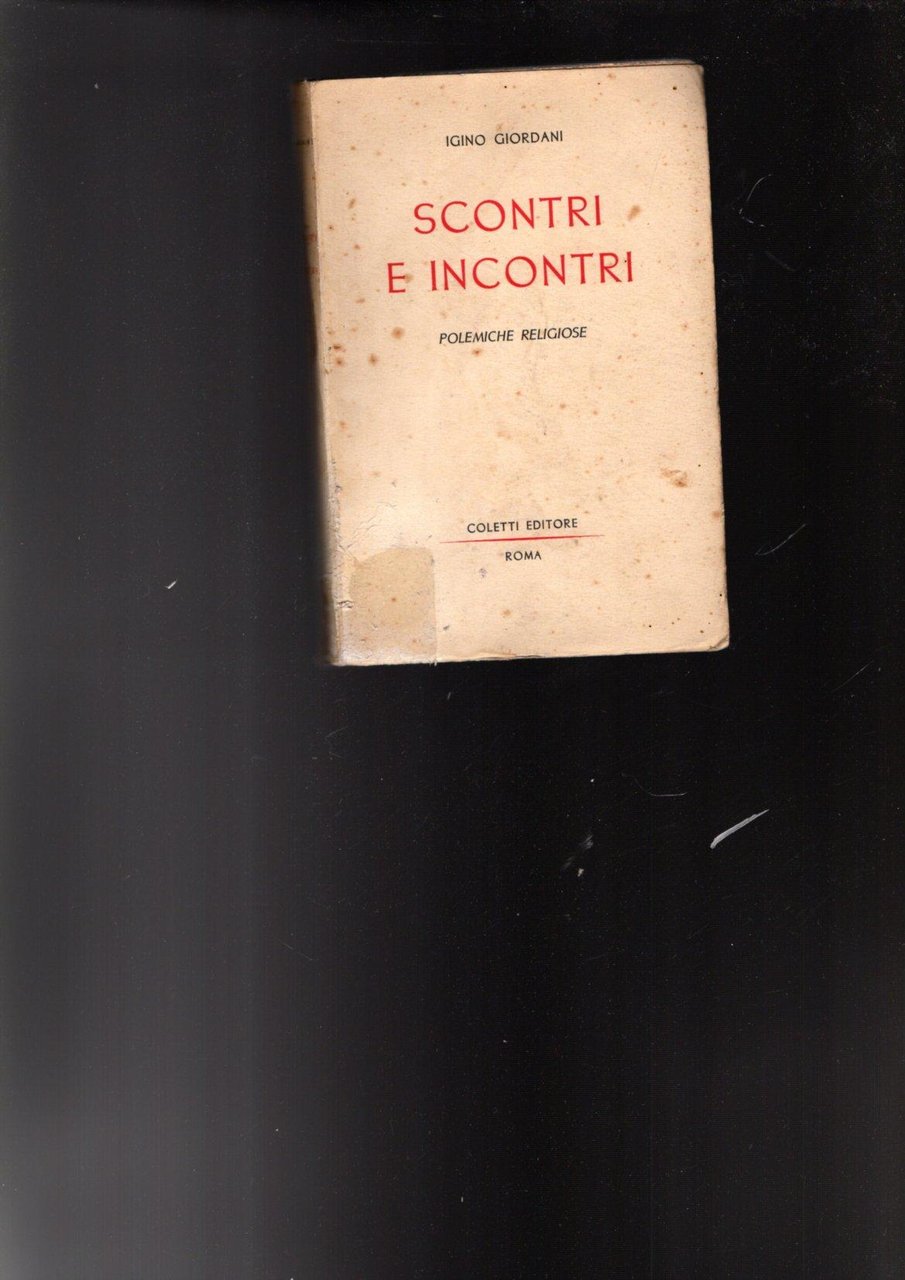 IGINO GIORDANI
SCONTRI
E INCONTRI
POLEMICHE RELIGIOSE
COLETTI EDITORE
ROMA